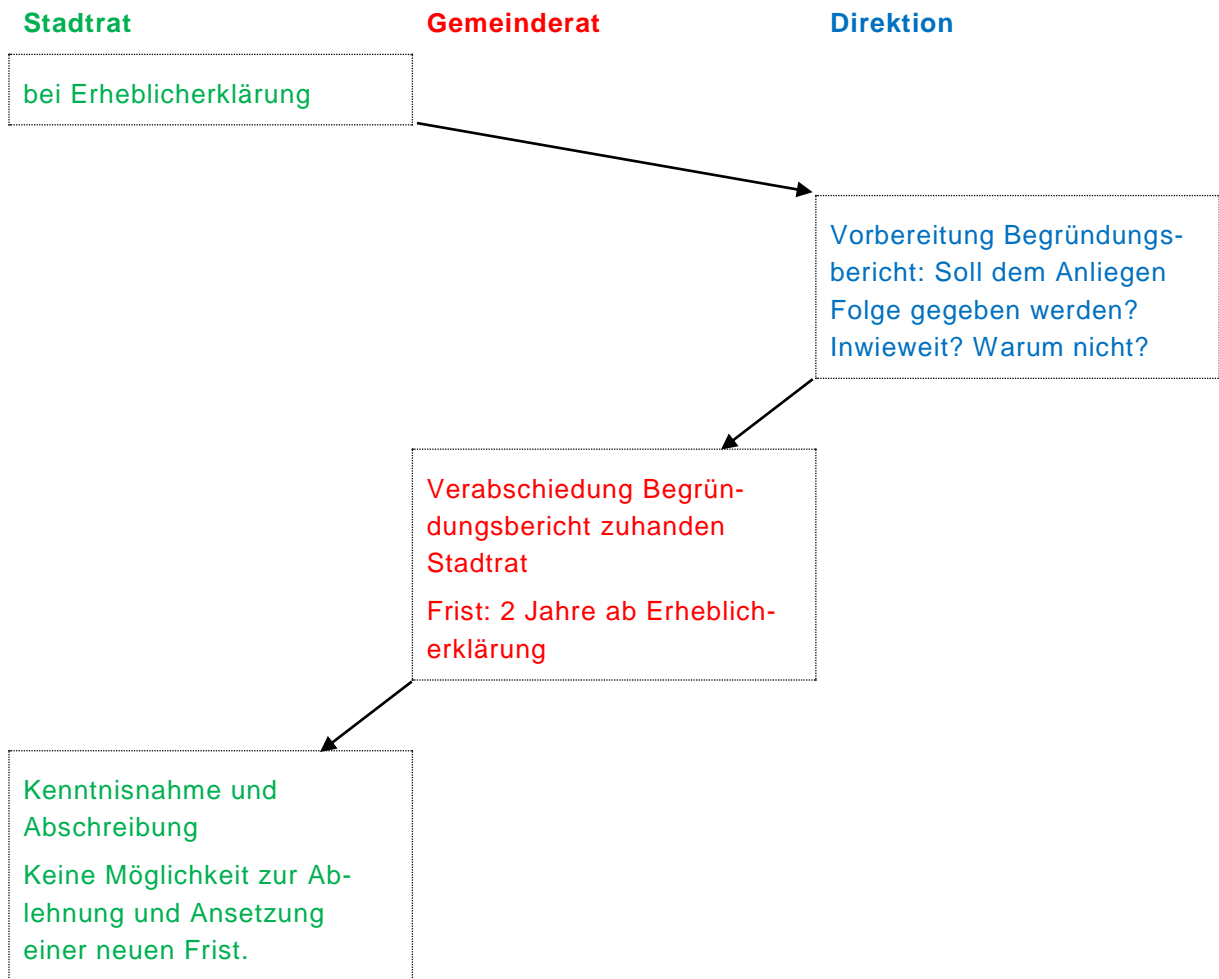 Stadtrat
Gemeinderat
Direktion
bei Erheblicherklärung
Vorbereitung Begründungs-
bericht: Soll dem Anliegen
Folge gegeben werden?
Inwieweit? Warum nicht?
Verabschiedung Begrün-
dungsbericht zuhanden
Stadtrat
Frist: 2 Jahre ab Erheblich-
erklärung
Kenntnisnahme und
Abschreibung
Keine Möglichkeit zur Ab-
lehnung und Ansetzung
einer neuen Frist.